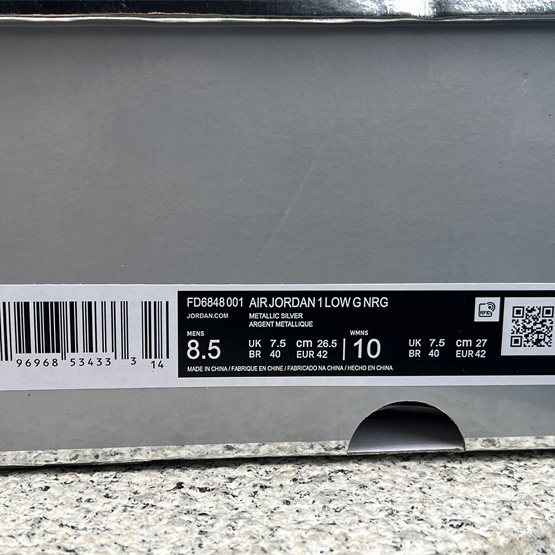 FD6848 001 AIR JORDAN 1 LOW G NRG
JORDAN.COM METALLIC SILVER
ARGENT METALLIQUE
RFID
MENS WMNS
8.5 UK 7.5 cm 26.5 10 UK 7.5 cm 27
BR 40 EUR 42 BR 40 EUR 42
MADE IN CHINA / FABRIQUE EN CHINE / FABRICADO NA CHINA / HECHO EN CHINA
96968 53433 3 14